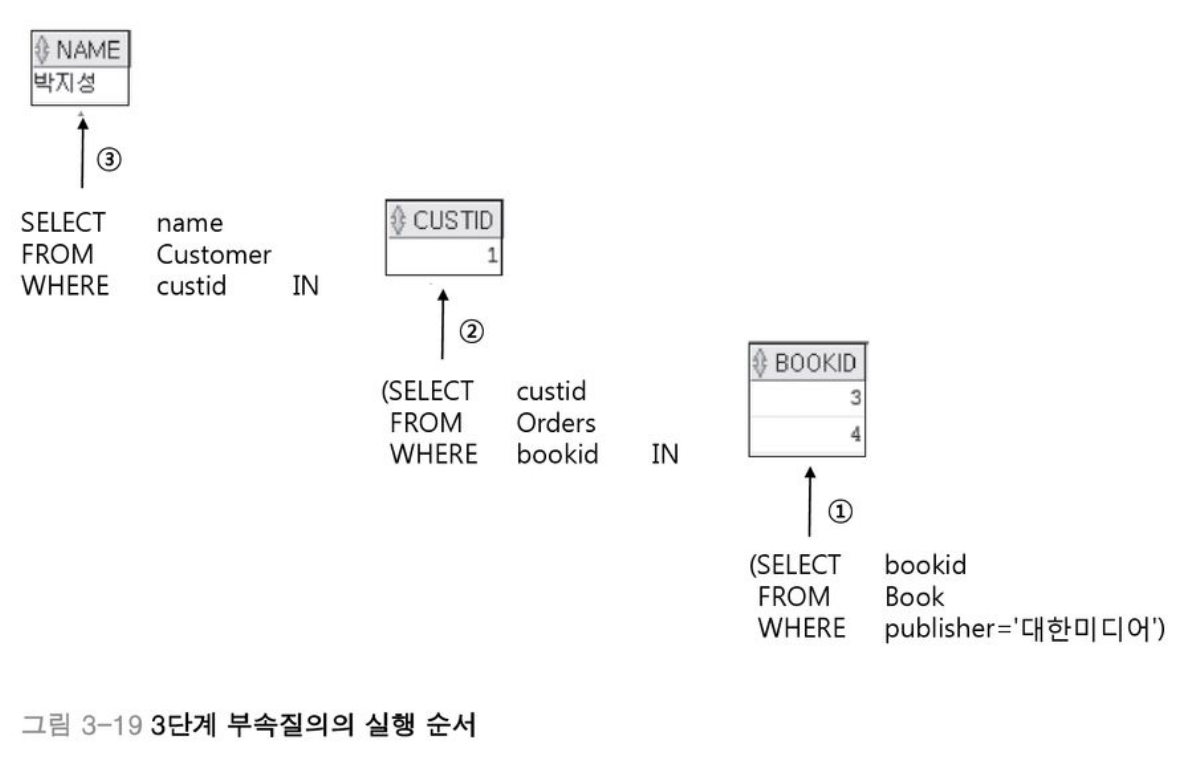 NAME
박지성
③
SELECT name
FROM Customer
WHERE custid IN
CUSTID
1
②
(SELECT custid
FROM Orders
WHERE bookid IN
BOOKID
3
4
①
(SELECT bookid
FROM Book
WHERE publisher='대한미디어')
그림 3-19 3단계 부속질의의 실행 순서